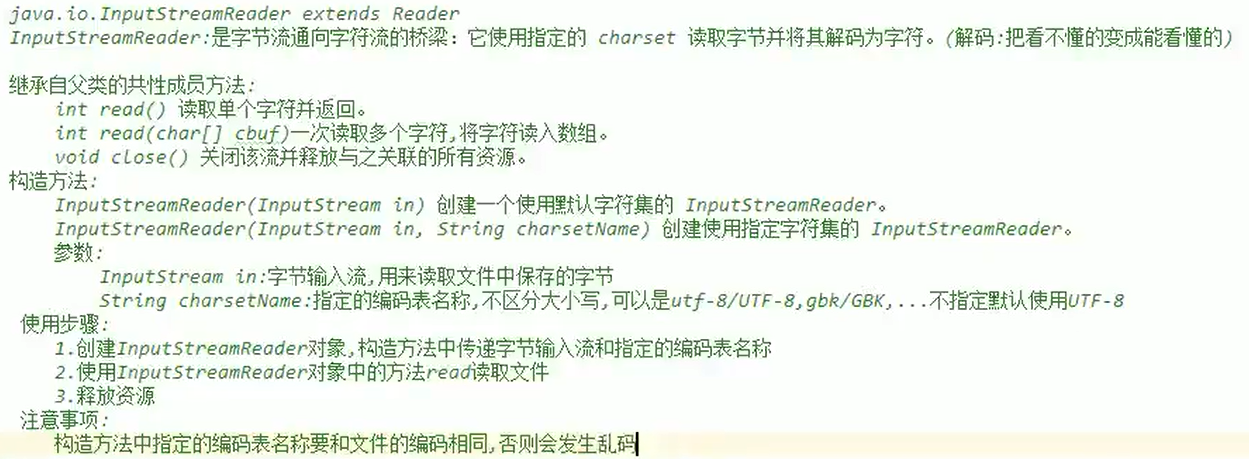 java.io.InputStreamReader extends Reader
InputStreamReader:是字节流通向字符流的桥梁：它使用指定的 charset 读取字节并将其解码为字符。(解码:把看不懂的变成能看懂的)
继承自父类的共性成员方法:
int read() 读取单个字符并返回。
int read(char[] cbuf)一次读取多个字符,将字符读入数组。
void close() 关闭该流并释放与之关联的所有资源。
构造方法:
InputStreamReader(InputStream in) 创建一个使用默认字符集的 InputStreamReader。
InputStreamReader(InputStream in, String charsetName) 创建使用指定字符集的 InputStreamReader。
参数:
InputStream in:字节输入流,用来读取文件中保存的字节
String charsetName:指定的编码表名称,不区分大小写,可以是utf-8/UTF-8,gbk/GBK,...不指定默认使用UTF-8
使用步骤:
1.创建InputStreamReader对象,构造方法中传递字节输入流和指定的编码表名称
2.使用InputStreamReader对象中的方法read读取文件
3.释放资源
注意事项:
构造方法中指定的编码表名称要和文件的编码相同,否则会发生乱码